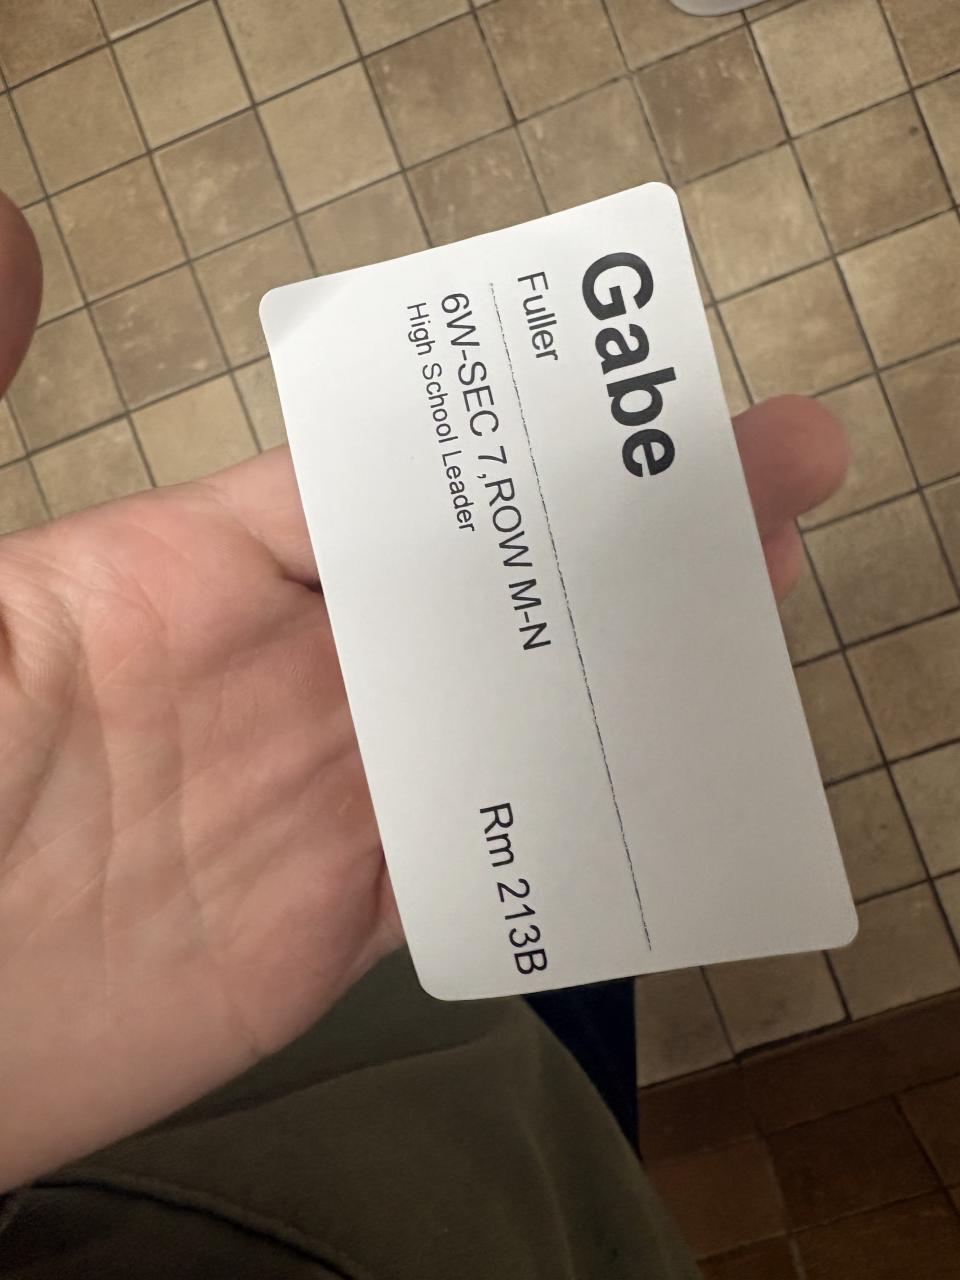 Gabe
Fuller
6W-SEC 7,ROW M-N
Rm 213B
High School Leader